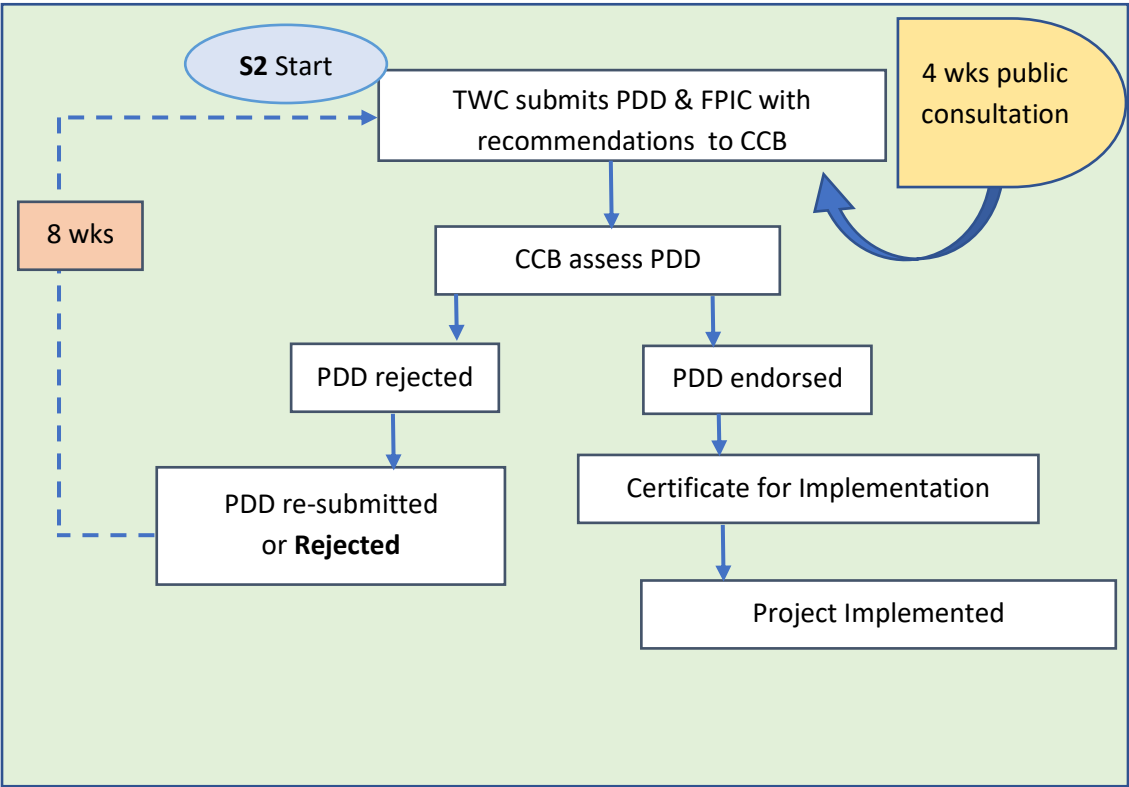 S2 Start
TWC submits PDD & FPIC with
recommendations to CCB
4 wks public
consultation
8 wks
CCB assess PDD
PDD rejected
PDD endorsed
PDD re-submitted
or Rejected
Certificate for Implementation
Project Implemented